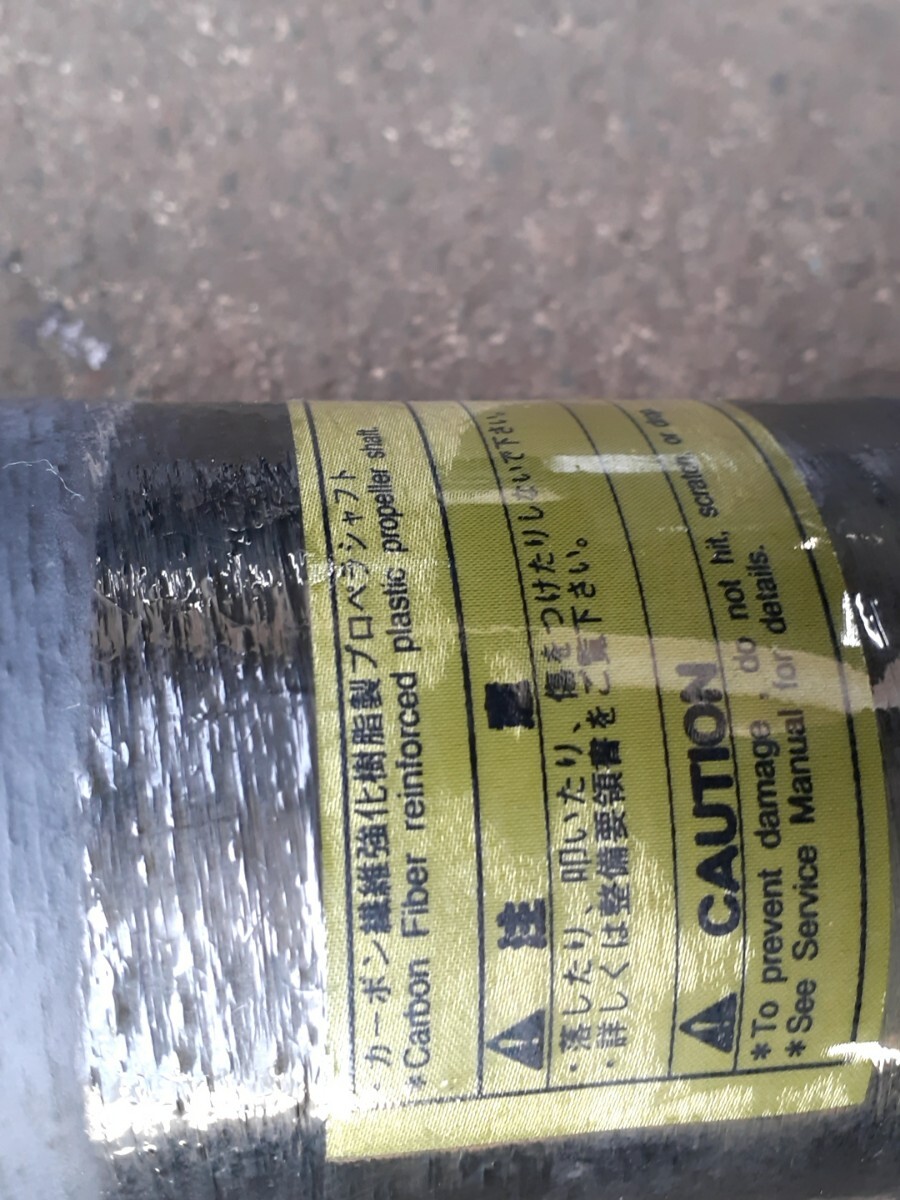 ・カーボン繊維強化樹脂製プロペラシャフト
*Carbon Fiber reinforced plastic propeller shaft.
注 意
・落したり、叩いたり、傷をつけたりしないで下さい。
・詳しくは整備要領書をご覧下さい。
CAUTION
*To prevent damage, do not hit, scratch or drop
*See Service Manual for details.